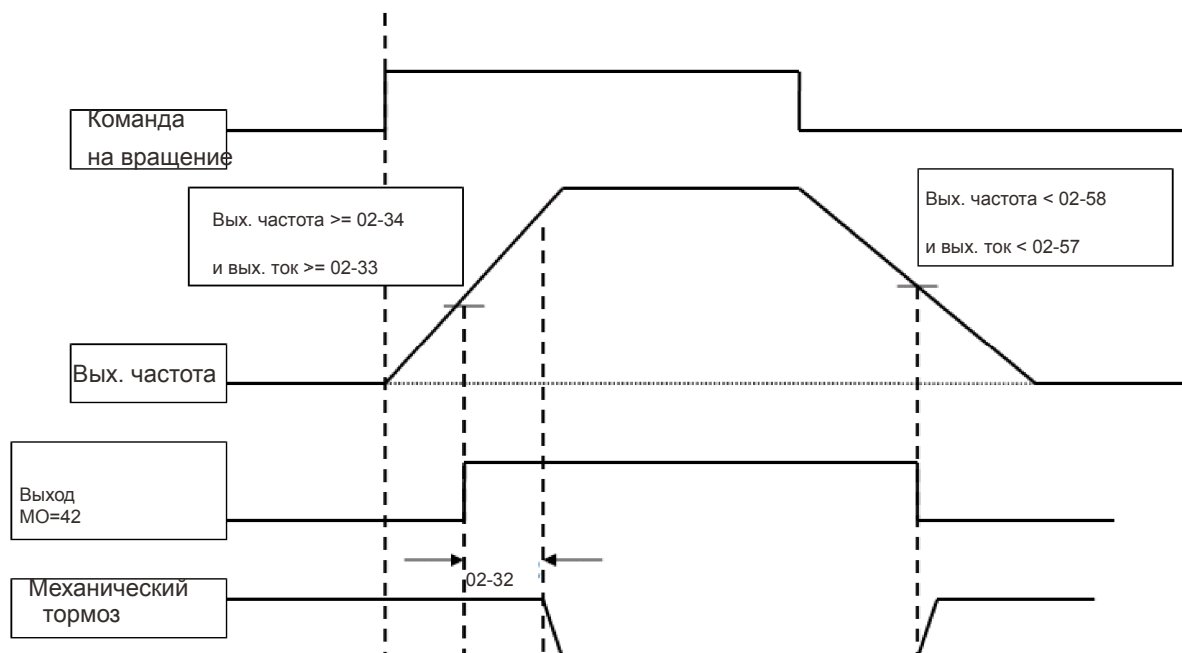 Команда
на вращение
Вых. частота >= 02-34
и вых. ток >= 02-33
Вых. частота < 02-58
и вых. ток < 02-57
Вых. частота
Выход
МО=42
02-32
Механический
тормоз